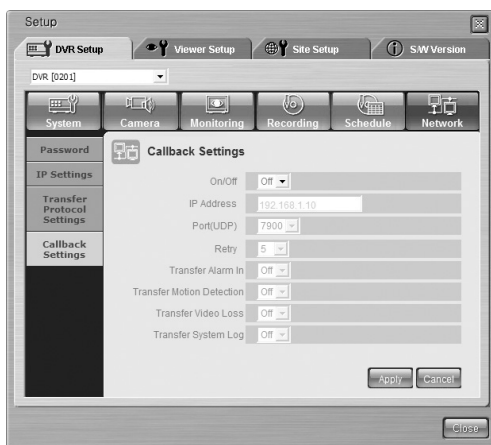 Setup
DVR Setup
Viewer Setup
Site Setup
S/W Version
DVR [0201]
System
Camera
Monitoring
Recording
Schedule
Network
Password
IP Settings
Transfer
Protocol
Settings
Callback
Settings
Callback Settings
On/Off Off
IP Address 192.168.1.10
Port(UDP) 7900
Retry 5
Transfer Alarm In Off
Transfer Motion Detection Off
Transfer Video Loss Off
Transfer System Log Off
Apply
Cancel
Close